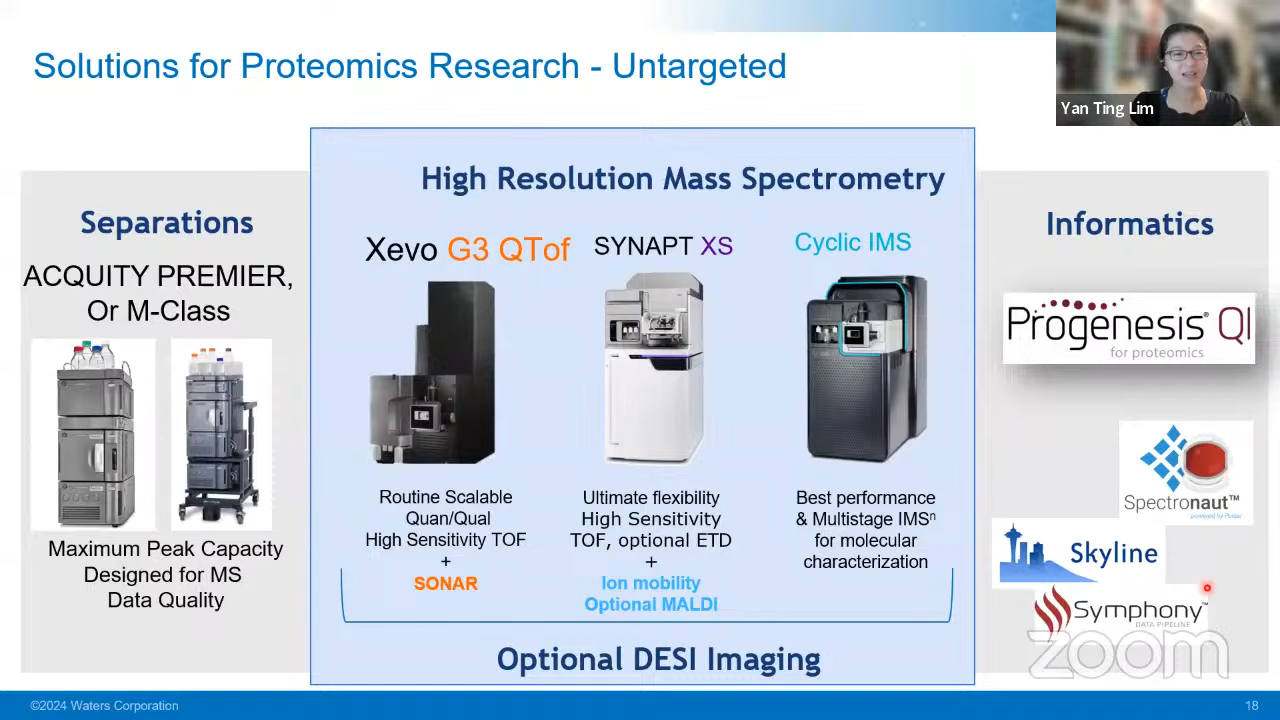 Solutions for Proteomics Research - Untargeted
Yan Ting Lim
Separations
ACQUITY PREMIER,
Or M-Class
Maximum Peak Capacity
Designed for MS
Data Quality
High Resolution Mass Spectrometry
Xevo G3 QTof
Routine Scalable
Quan/Qual
High Sensitivity TOF
+
SONAR
SYNAPT XS
Ultimate flexibility
High Sensitivity
TOF, optional ETD
+
Ion mobility
Optional MALDI
Cyclic IMS
Best performance
& Multistage IMSⁿ
for molecular
characterization
Optional DESI Imaging
Informatics
Progenesis® QI
for proteomics
Spectronaut™
Skyline
Symphony™
DATA PIPELINE
zoom
©2024 Waters Corporation
18